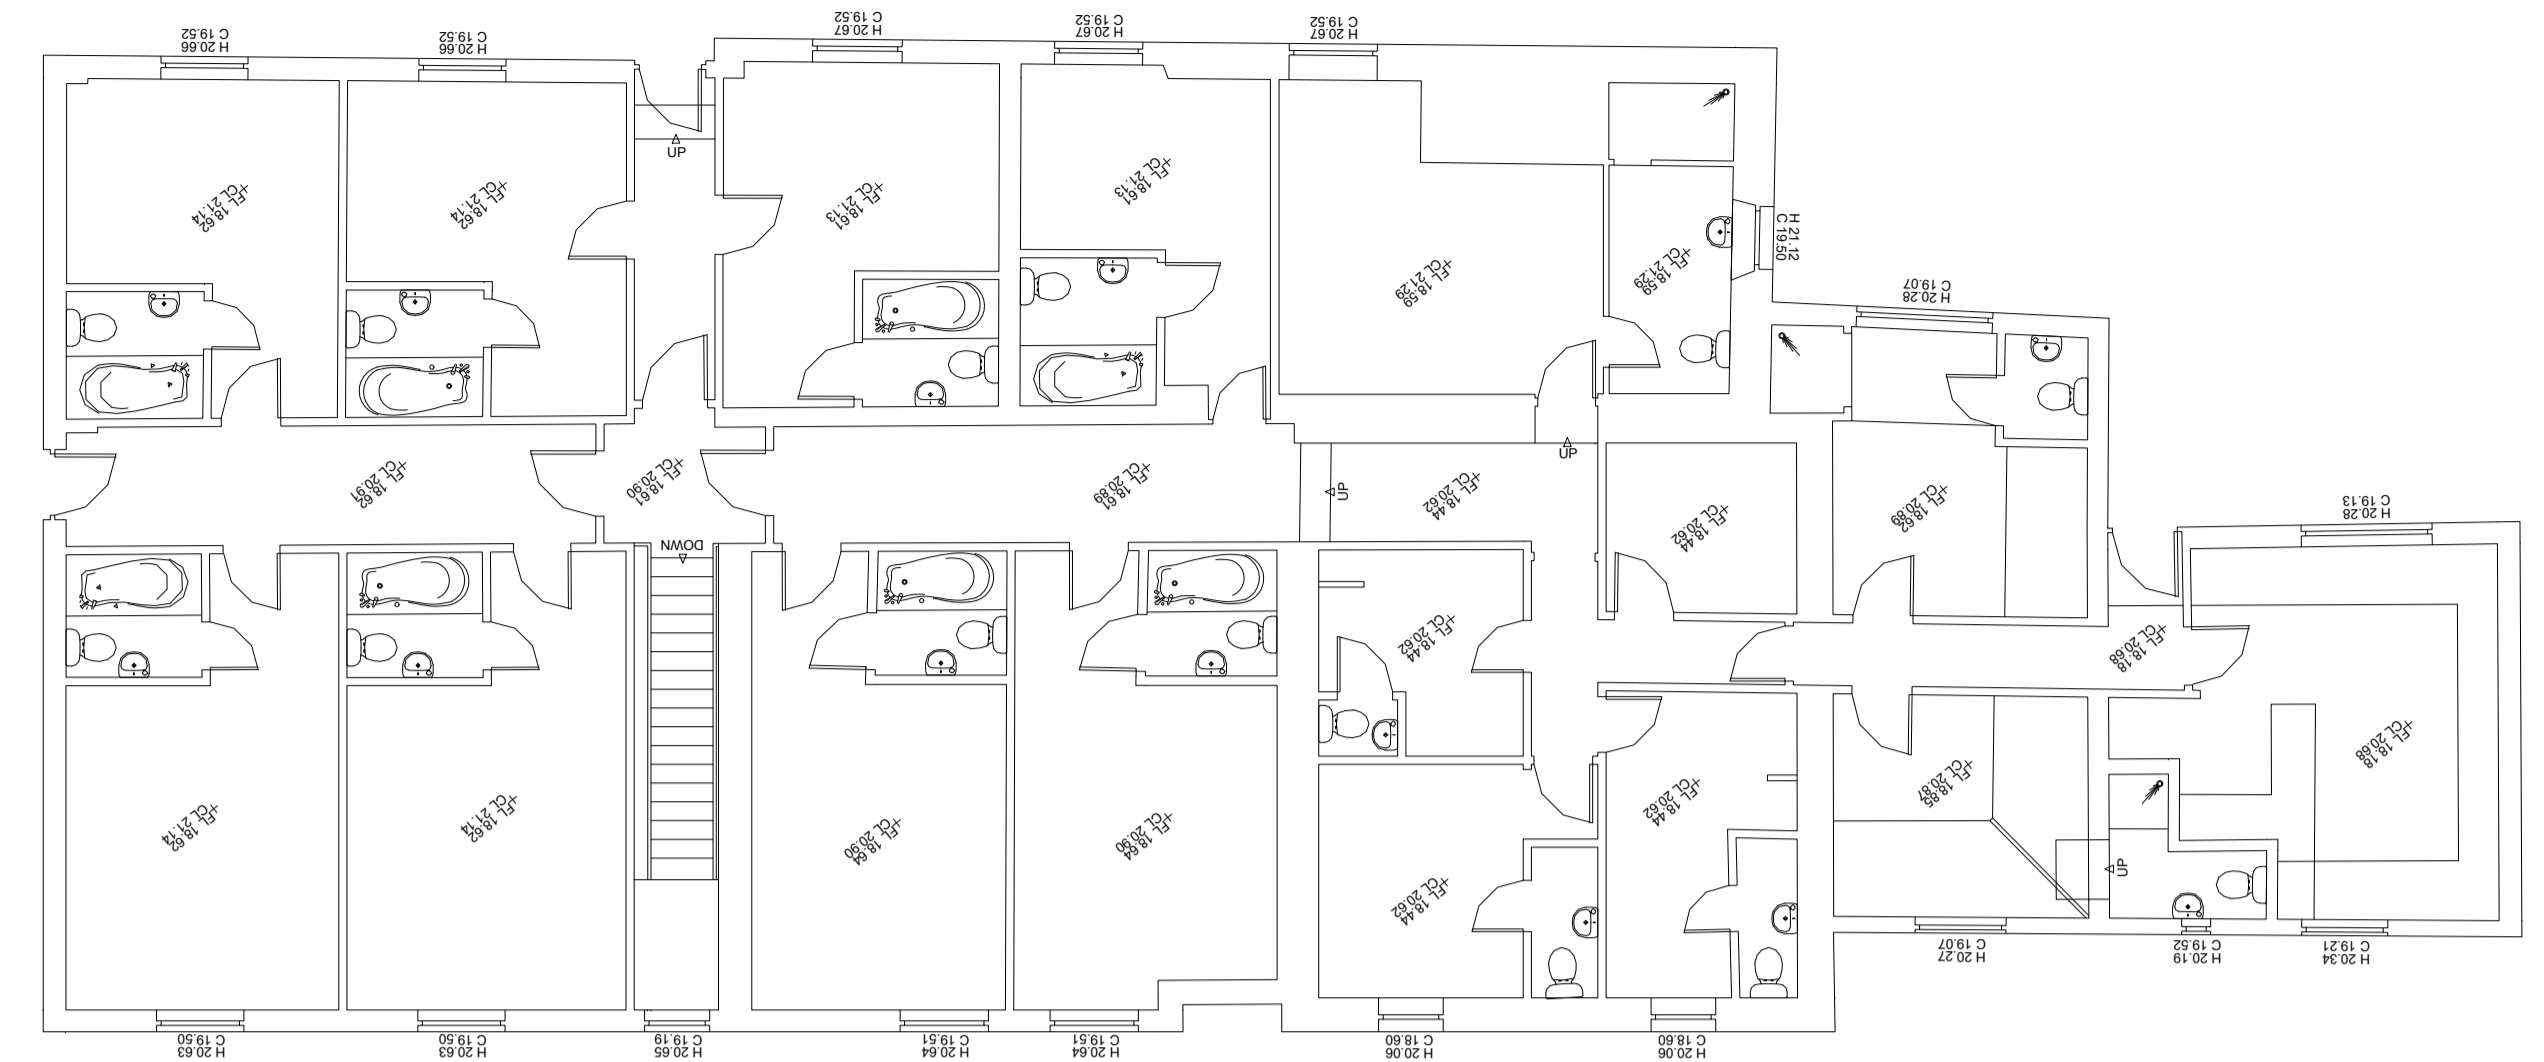 H 20.66
C 19.52
H 20.66
C 19.52
H 20.67
C 19.52
H 20.67
C 19.52
H 20.67
C 19.52
UP
FL 18.62
CL 21.14
FL 18.62
CL 21.14
FL 18.61
CL 21.13
FL 18.61
CL 21.13
FL 18.59
CL 21.29
FL 18.59
CL 21.29
H 21.12
C 19.50
H 20.28
C 19.07
FL 18.62
CL 20.91
FL 18.61
CL 20.90
FL 18.61
CL 20.89
UP
FL 18.44
CL 20.62
UP
FL 18.44
CL 20.62
FL 18.62
CL 20.89
H 20.28
C 19.13
DOWN
FL 18.44
CL 20.62
FL 18.18
CL 20.68
FL 18.62
CL 21.14
FL 18.62
CL 21.14
FL 18.64
CL 20.90
FL 18.64
CL 20.90
FL 18.44
CL 20.62
FL 18.44
CL 20.62
FL 18.85
CL 20.87
FL 18.18
CL 20.68
UP
H 20.63
C 19.50
H 20.63
C 19.50
H 20.65
C 19.19
H 20.64
C 19.51
H 20.64
C 19.51
H 20.06
C 18.60
H 20.06
C 18.60
H 20.27
C 19.07
H 20.19
C 19.52
H 20.34
C 19.21